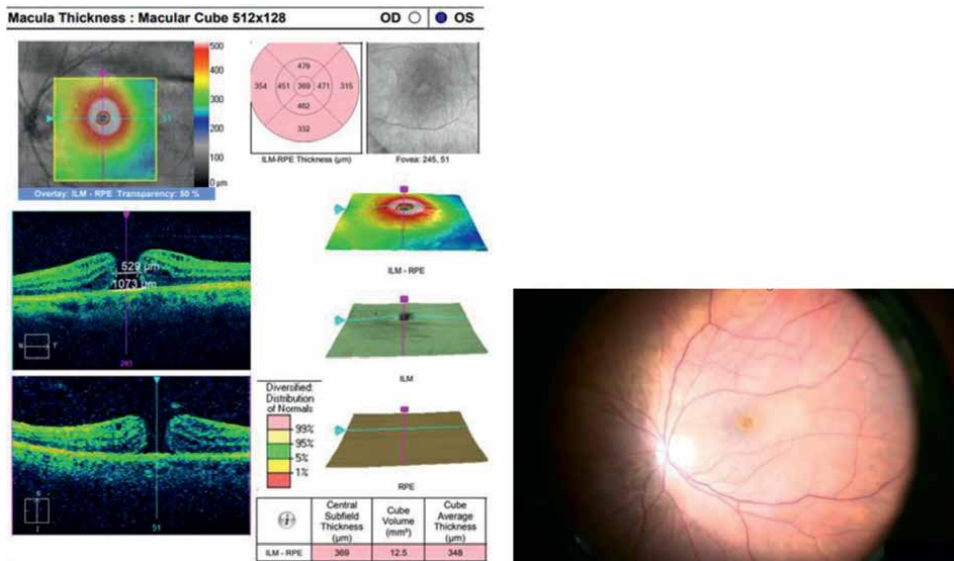 Macula Thickness : Macular Cube 512x128 OD OS
500
400
300
200
100
0 µm
Overlay: ILM - RPE Transparency: 50 %
479
354 451 369 471 315
462
332
ILM-RPE Thickness (µm)
Fovea: 245, 51
529 µm
1073 µm
N T
245
ILM - RPE
ILM
RPE
S
I
51
Diversified:
Distribution
of Normals
99%
95%
5%
1%
Central Subfield Thickness (µm)
Cube Volume (mm³)
Cube Average Thickness (µm)
ILM - RPE 369 12.5 348